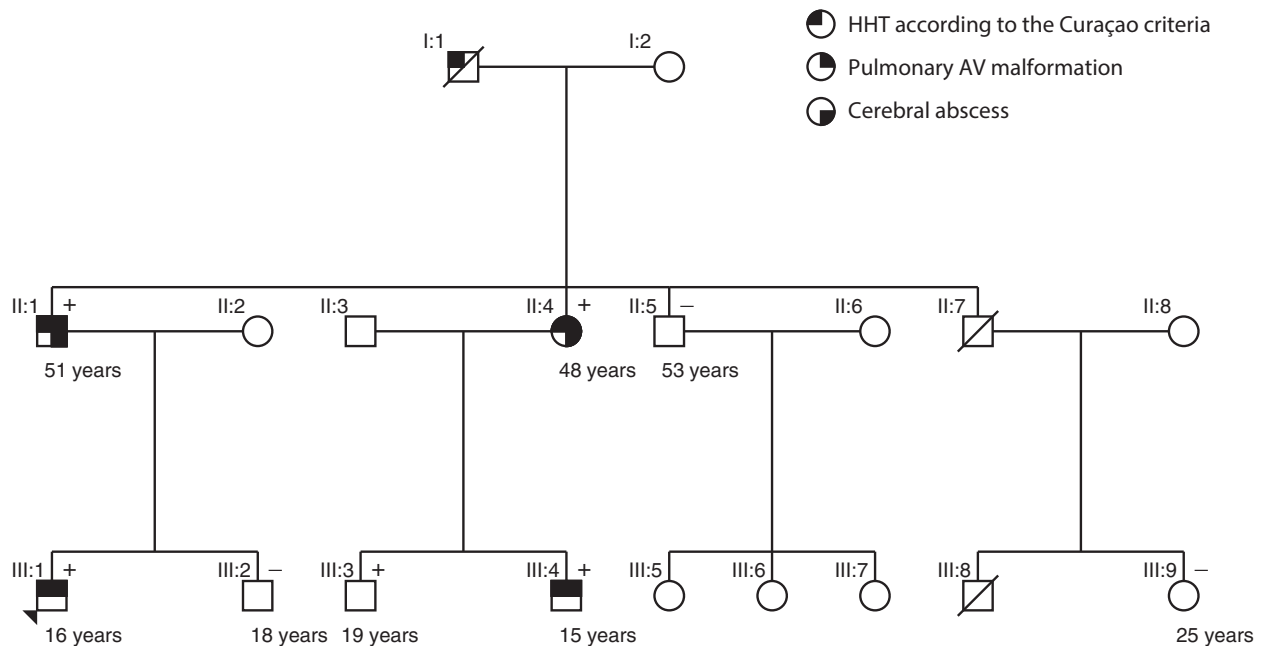 HHT according to the Curaçao criteria
Pulmonary AV malformation
Cerebral abscess
I:1 I:2
II:1 + II:2 II:3 II:4 + II:5 – II:6 II:7 II:8
51 years 48 years 53 years
III:1 + III:2 – III:3 + III:4 + III:5 III:6 III:7 III:8 III:9 –
16 years 18 years 19 years 15 years 25 years